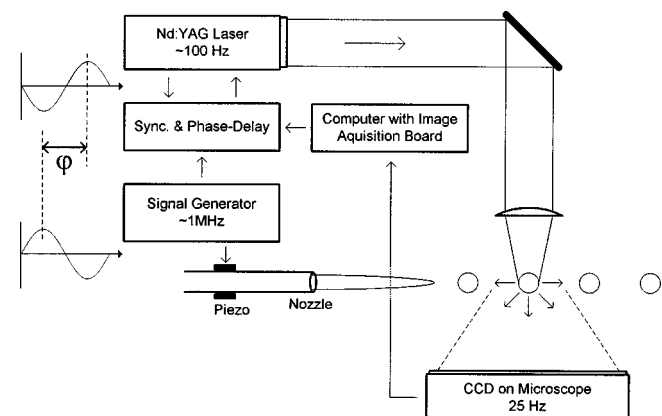 Nd:YAG Laser
~100 Hz
Sync. & Phase-Delay
Computer with Image
Aquisition Board
φ
Signal Generator
~1MHz
Piezo
Nozzle
CCD on Microscope
25 Hz